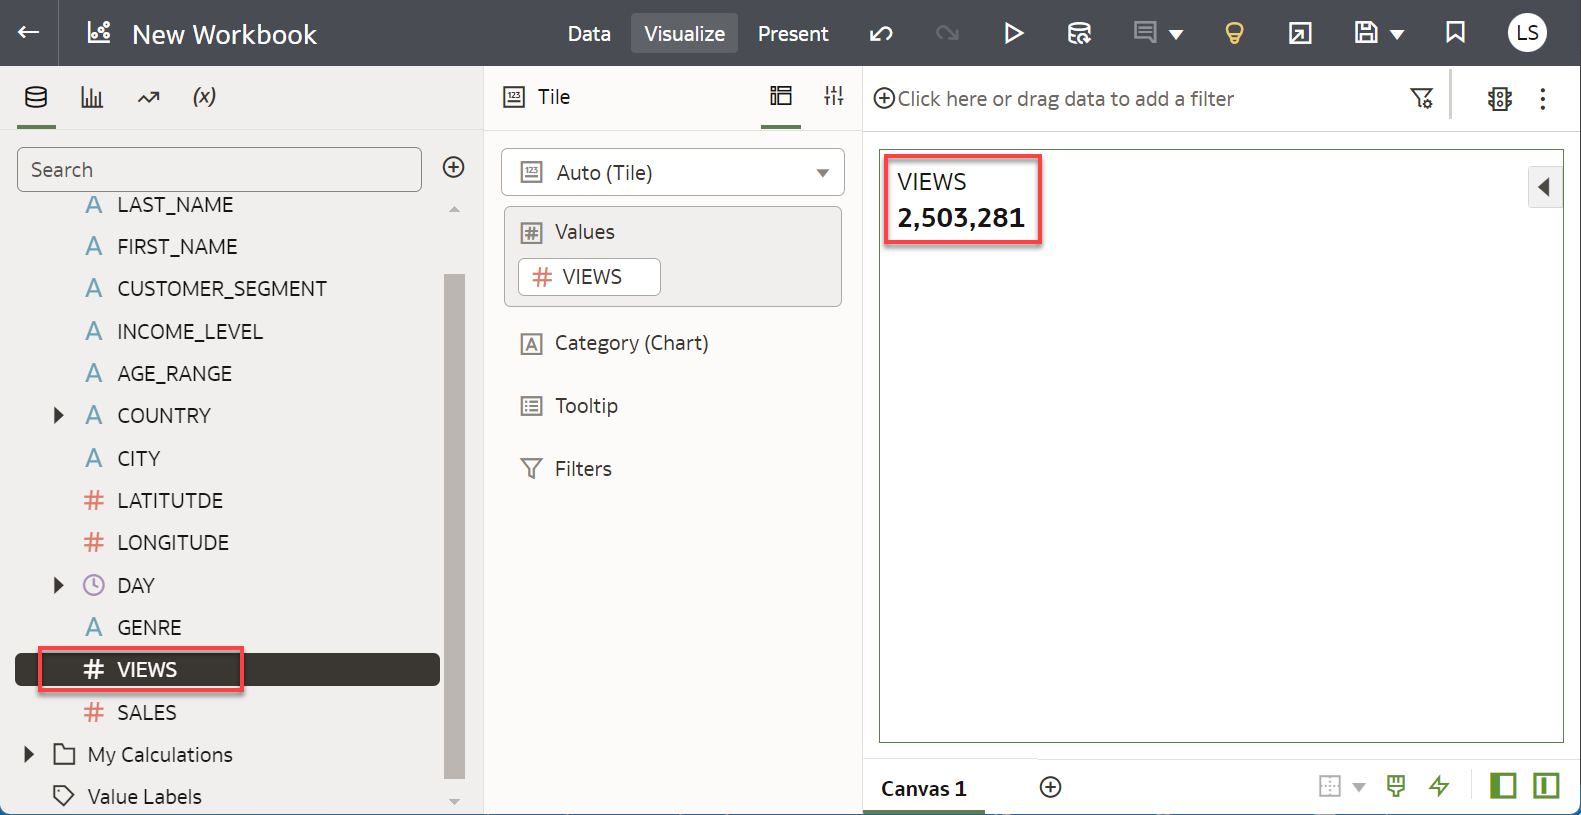 New Workbook
Data
Visualize
Present
LS
(x)
Search
LAST_NAME
A FIRST_NAME
A CUSTOMER_SEGMENT
A INCOME_LEVEL
A AGE_RANGE
A COUNTRY
A CITY
# LATITUTDE
# LONGITUDE
DAY
A GENRE
# VIEWS
# SALES
My Calculations
Value Labels
123 Tile
123 Auto (Tile)
# Values
# VIEWS
A Category (Chart)
Tooltip
Filters
Click here or drag data to add a filter
VIEWS
2,503,281
Canvas 1